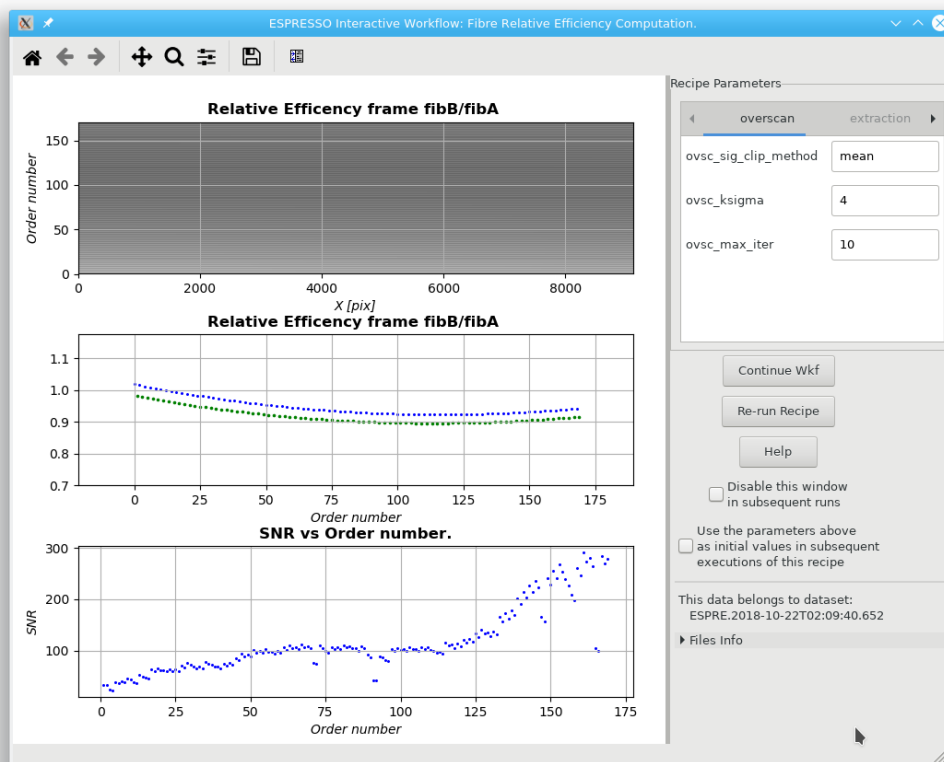 ESPRESSO Interactive Workflow: Fibre Relative Efficiency Computation.
Relative Efficency frame fibB/fibA
150
100
50
0
Order number
0 2000 4000 6000 8000
X [pix]
Relative Efficency frame fibB/fibA
1.1
1.0
0.9
0.8
0.7
0 25 50 75 100 125 150 175
Order number
SNR vs Order number.
300
200
100
SNR
0 25 50 75 100 125 150 175
Order number
Recipe Parameters
overscan extraction
ovsc_sig_clip_method mean
ovsc_ksigma 4
ovsc_max_iter 10
Continue Wkf
Re-run Recipe
Help
Disable this window
in subsequent runs
Use the parameters above
as initial values in subsequent
executions of this recipe
This data belongs to dataset:
ESPRE.2018-10-22T02:09:40.652
Files Info